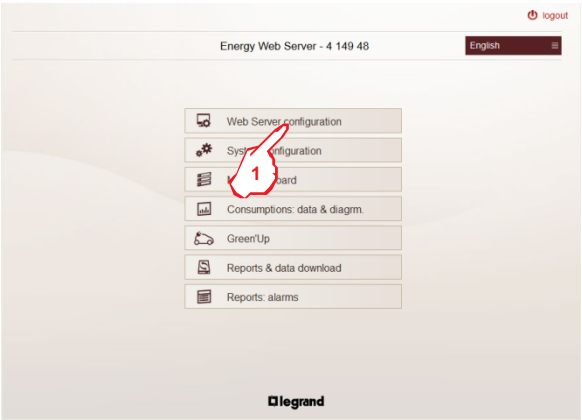 logout
Energy Web Server - 4 149 48
English
Web Server configuration
configuration
1
Consumptions: data & diagrm.
Green'Up
Reports & data download
Reports: alarms
legrand